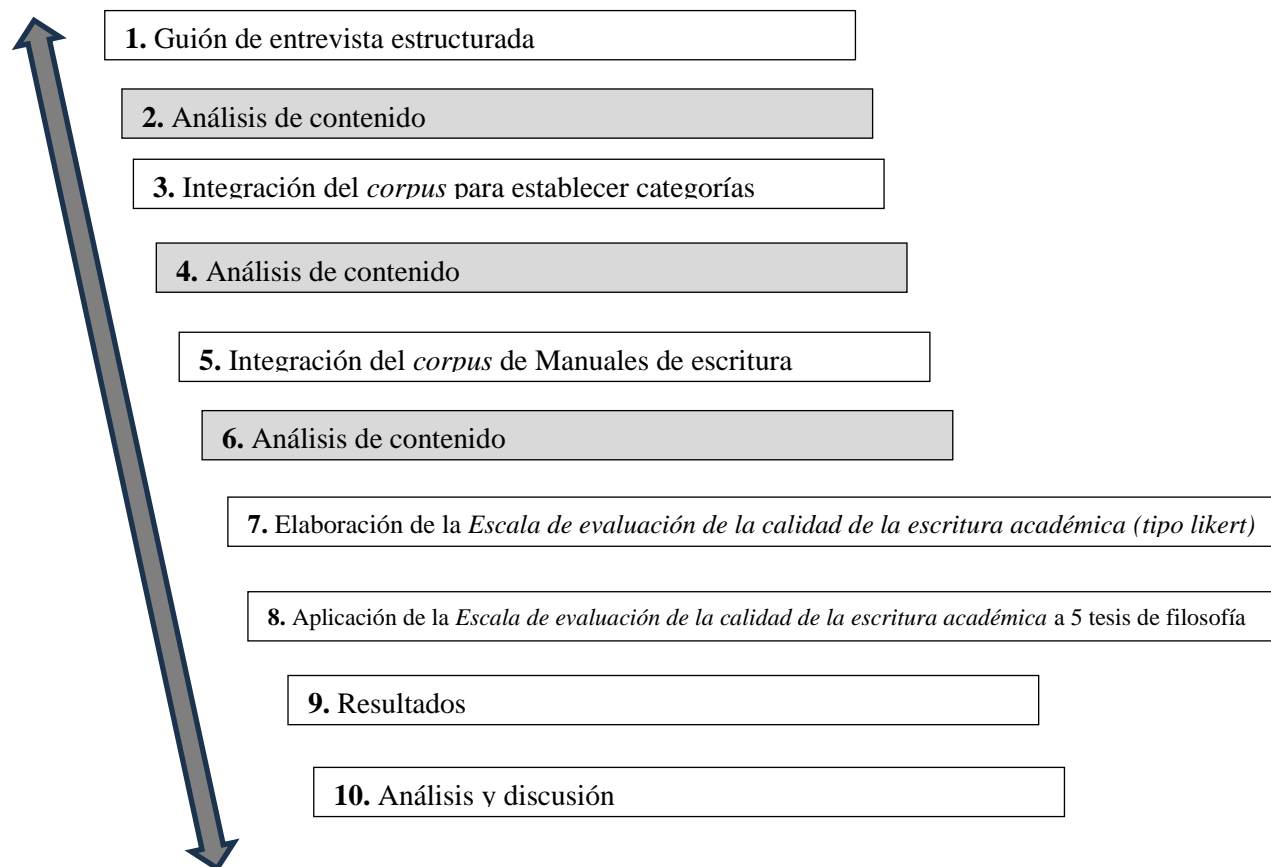 1. Guión de entrevista estructurada
2. Análisis de contenido
3. Integración del corpus para establecer categorías
4. Análisis de contenido
5. Integración del corpus de Manuales de escritura
6. Análisis de contenido
7. Elaboración de la Escala de evaluación de la calidad de la escritura académica (tipo likert)
8. Aplicación de la Escala de evaluación de la calidad de la escritura académica a 5 tesis de filosofía
9. Resultados
10. Análisis y discusión